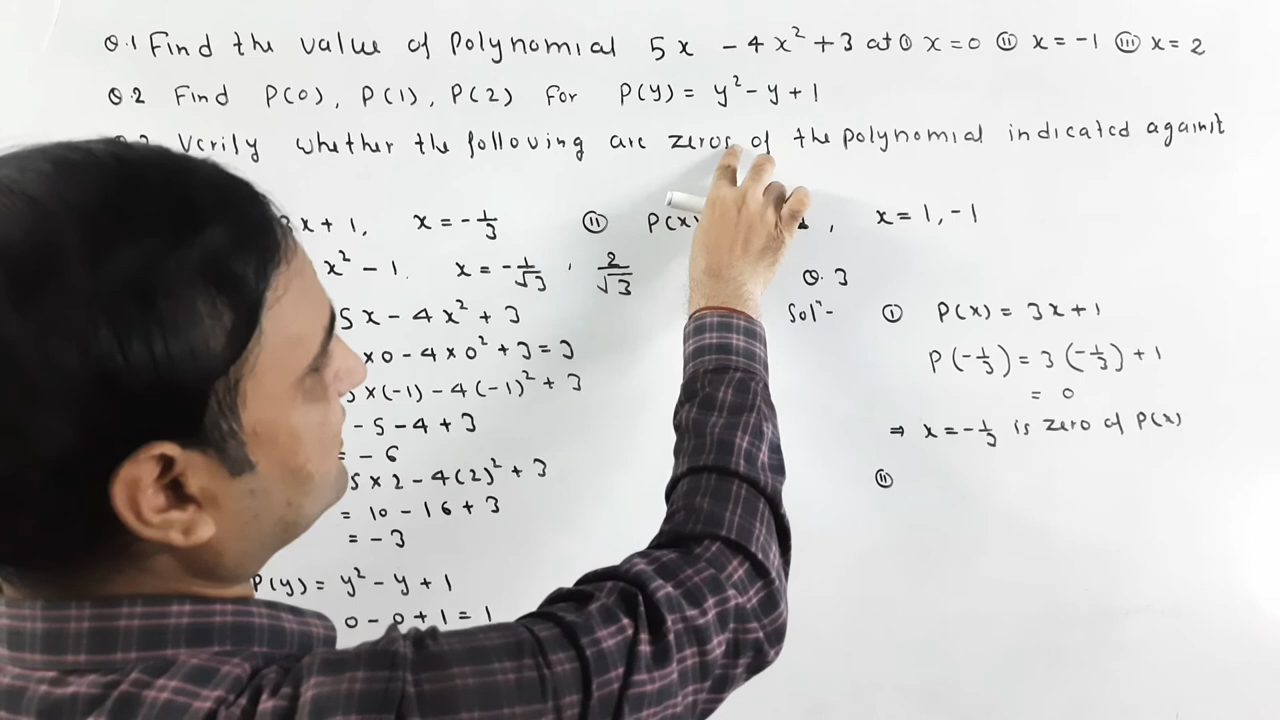 Q.1 Find the value of Polynomial 5x - 4x² + 3 at ⓘ x = 0 ⓘⓘ x = -1 ⓘⓘⓘ x = 2
Q.2 Find P(0), P(1), P(2) For P(y) = y² - y + 1
Verify whether the following are zeros of the polynomial indicated against
x + 1, x = -1/3 ⓘⓘ P(x) , x = 1, -1
x² - 1. x = -1/√3 , 2/√3
5x - 4x² + 3
x0 - 4x0² + 3 = 3
x(-1) - 4(-1)² + 3
- 5 - 4 + 3
= - 6
5 x 2 - 4(2)² + 3
= 10 - 16 + 3
= - 3
P(y) = y² - y + 1
0 - 0 + 1 = 1
Q.3
Solⁿ- ⓘ P(x) = 3x + 1
P(-1/3) = 3(-1/3) + 1
= 0
⇒ x = -1/3 is zero of P(x)
ⓘⓘ